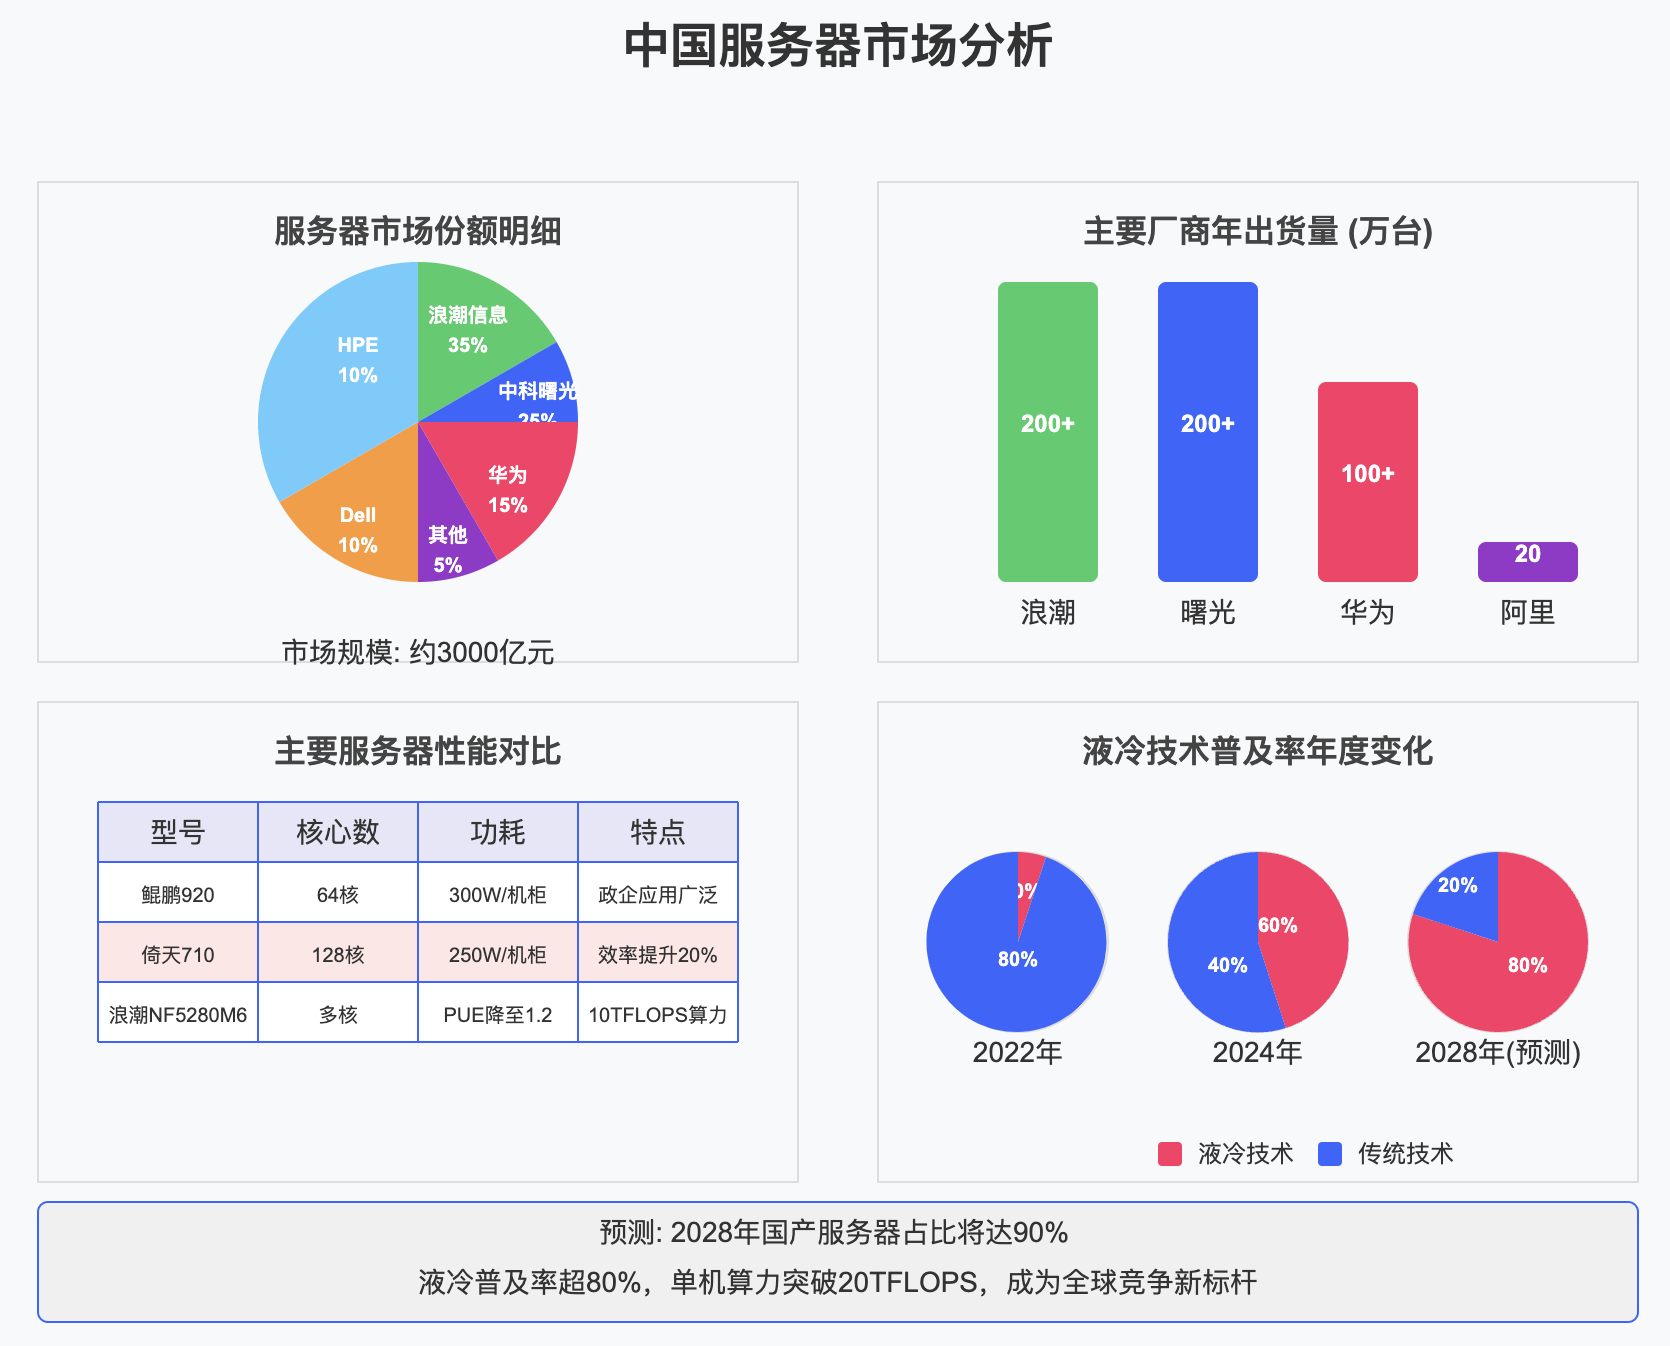 中国服务器市场分析
服务器市场份额明细
HPE
10%
浪潮信息
35%
中科曙光
25%
华为
15%
其他
5%
Dell
10%
市场规模: 约3000亿元
主要厂商年出货量 (万台)
200+
200+
100+
20
浪潮
曙光
华为
阿里
主要服务器性能对比
型号 核心数 功耗 特点
鲲鹏920 64核 300W/机柜 政企应用广泛
倚天710 128核 250W/机柜 效率提升20%
浪潮NF5280M6 多核 PUE降至1.2 10TFLOPS算力
液冷技术普及率年度变化
80%
2022年
60%
40%
2024年
20%
80%
2028年(预测)
液冷技术
传统技术
预测: 2028年国产服务器占比将达90%
液冷普及率超80%，单机算力突破20TFLOPS，成为全球竞争新标杆